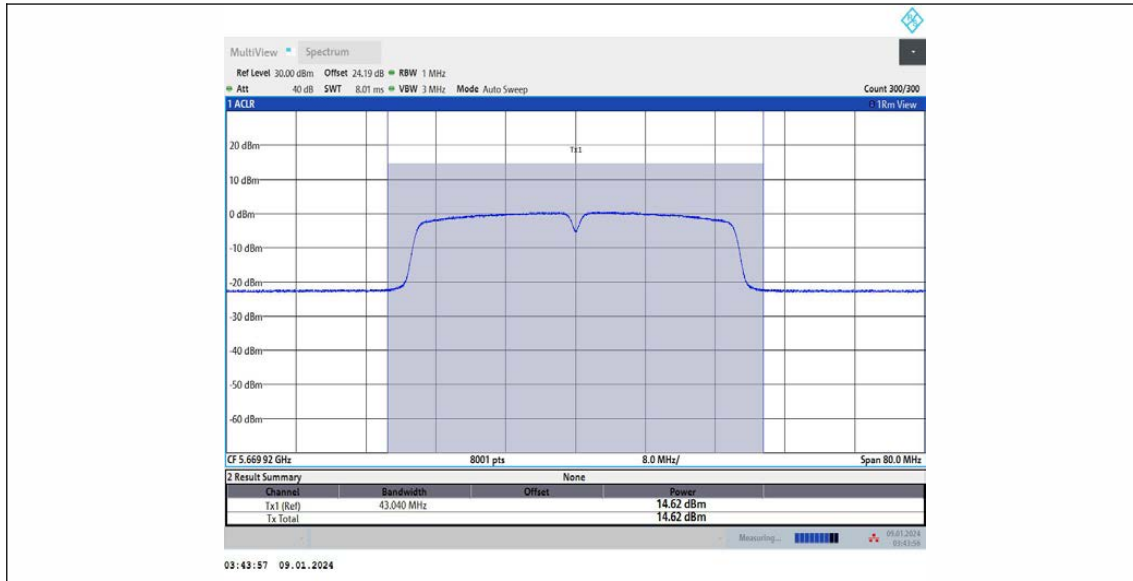 MultiView Spectrum
Ref Level 30.00 dBm Offset 24.19 dB RBW 1 MHz
Att 40 dB SWT 8.01 ms VBW 3 MHz Mode Auto Sweep Count 300/300
1 ACLR 1Rm View
20 dBm
Tx1
10 dBm
0 dBm
-10 dBm
-20 dBm
-30 dBm
-40 dBm
-50 dBm
-60 dBm
CF 5.669 92 GHz 8001 pts 8.0 MHz/ Span 80.0 MHz
2 Result Summary None
Channel Bandwidth Offset Power
Tx1 (Ref) 43.040 MHz 14.62 dBm
Tx Total 14.62 dBm
Measuring... 09.01.2024
03:43:56
03:43:57 09.01.2024